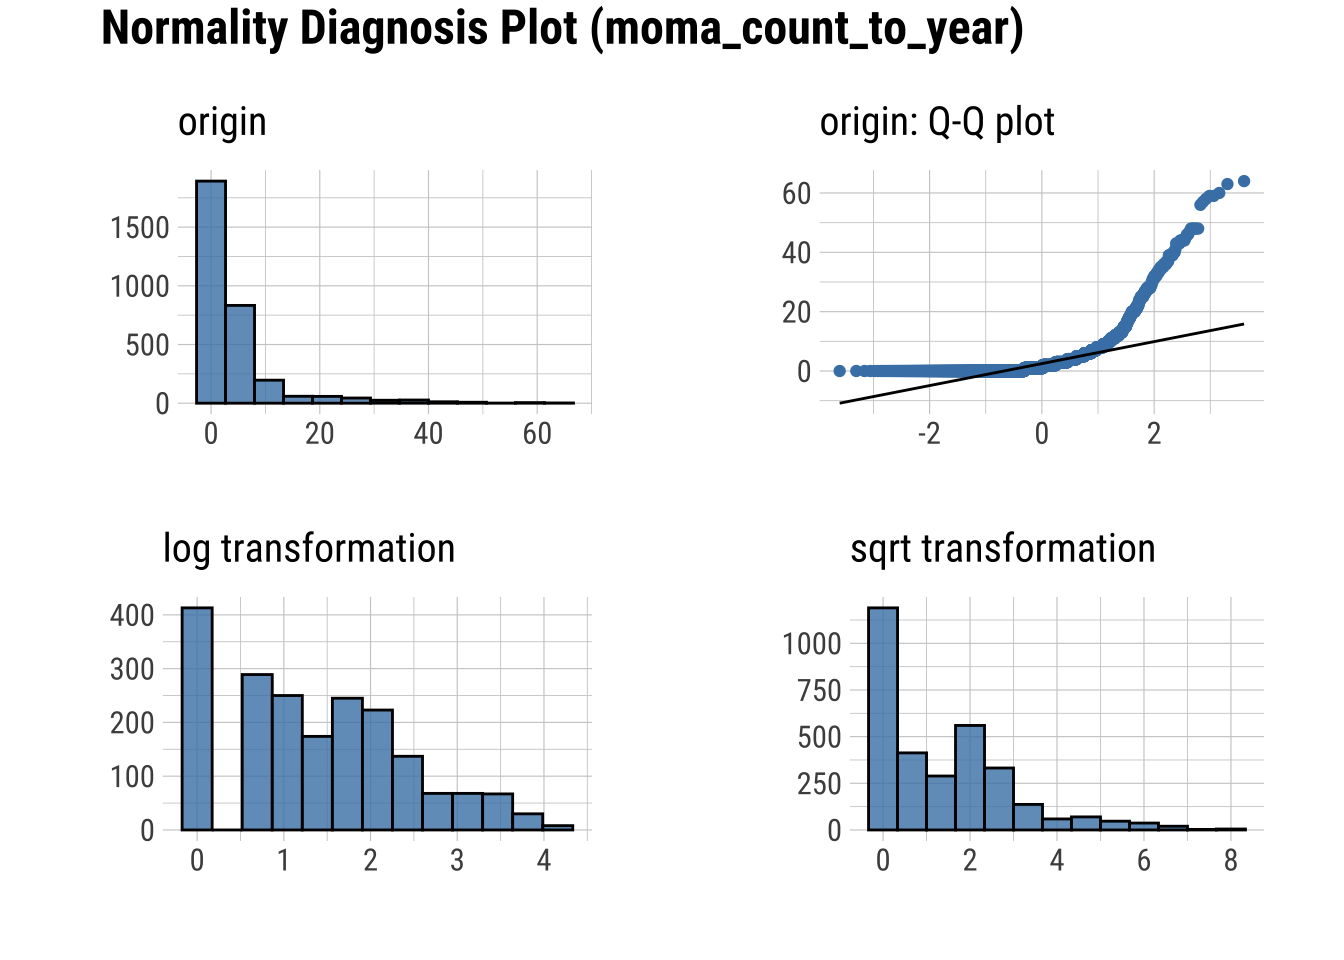 Normality Diagnosis Plot (moma_count_to_year)
origin
1500
1000
500
0
0 20 40 60
origin: Q-Q plot
60
40
20
0
-2 0 2
log transformation
400
300
200
100
0
0 1 2 3 4
sqrt transformation
1000
750
500
250
0
0 2 4 6 8